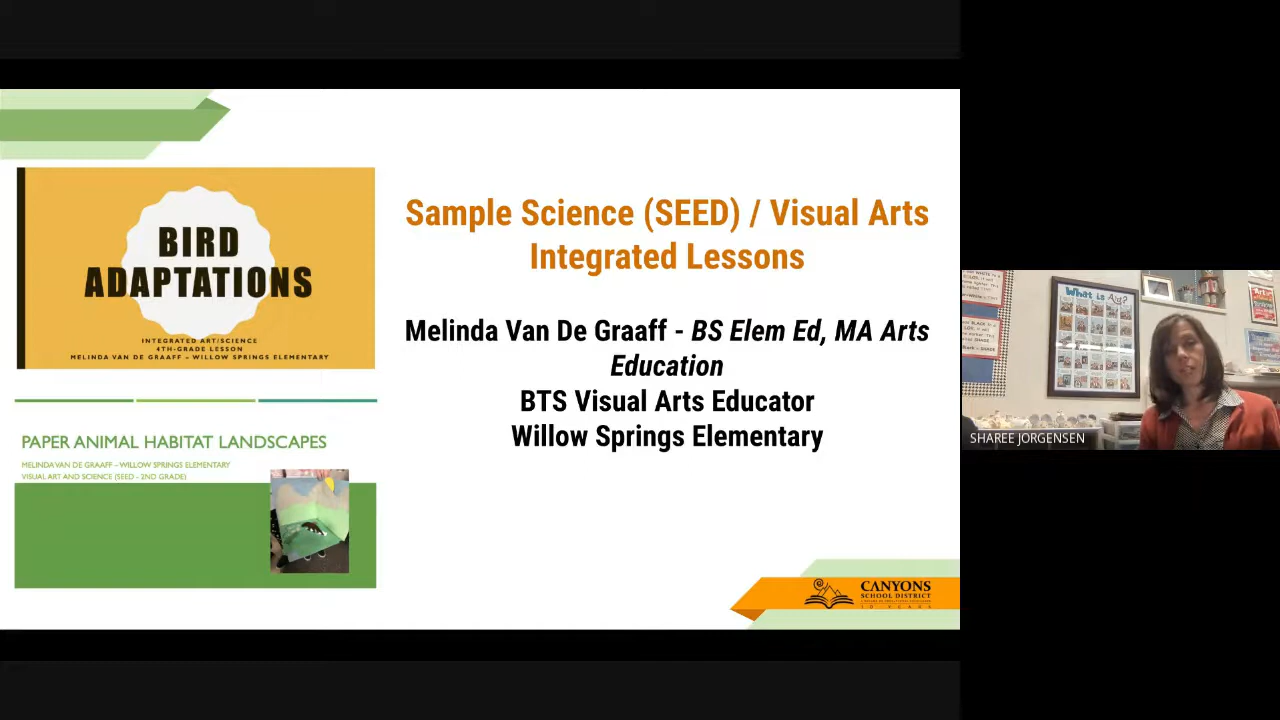 BIRD
ADAPTATIONS
INTEGRATED ART/SCIENCE
4TH-GRADE LESSON
MELINDA VAN DE GRAAFF – WILLOW SPRINGS ELEMENTARY
PAPER ANIMAL HABITAT LANDSCAPES
MELINDA VAN DE GRAAFF – WILLOW SPRINGS ELEMENTARY
VISUAL ART AND SCIENCE (SEED - 2ND GRADE)
Sample Science (SEED) / Visual Arts
Integrated Lessons
Melinda Van De Graaff - BS Elem Ed, MA Arts
Education
BTS Visual Arts Educator
Willow Springs Elementary
CANYONS
SCHOOL DISTRICT
What is Art?
SHAREE JORGENSEN